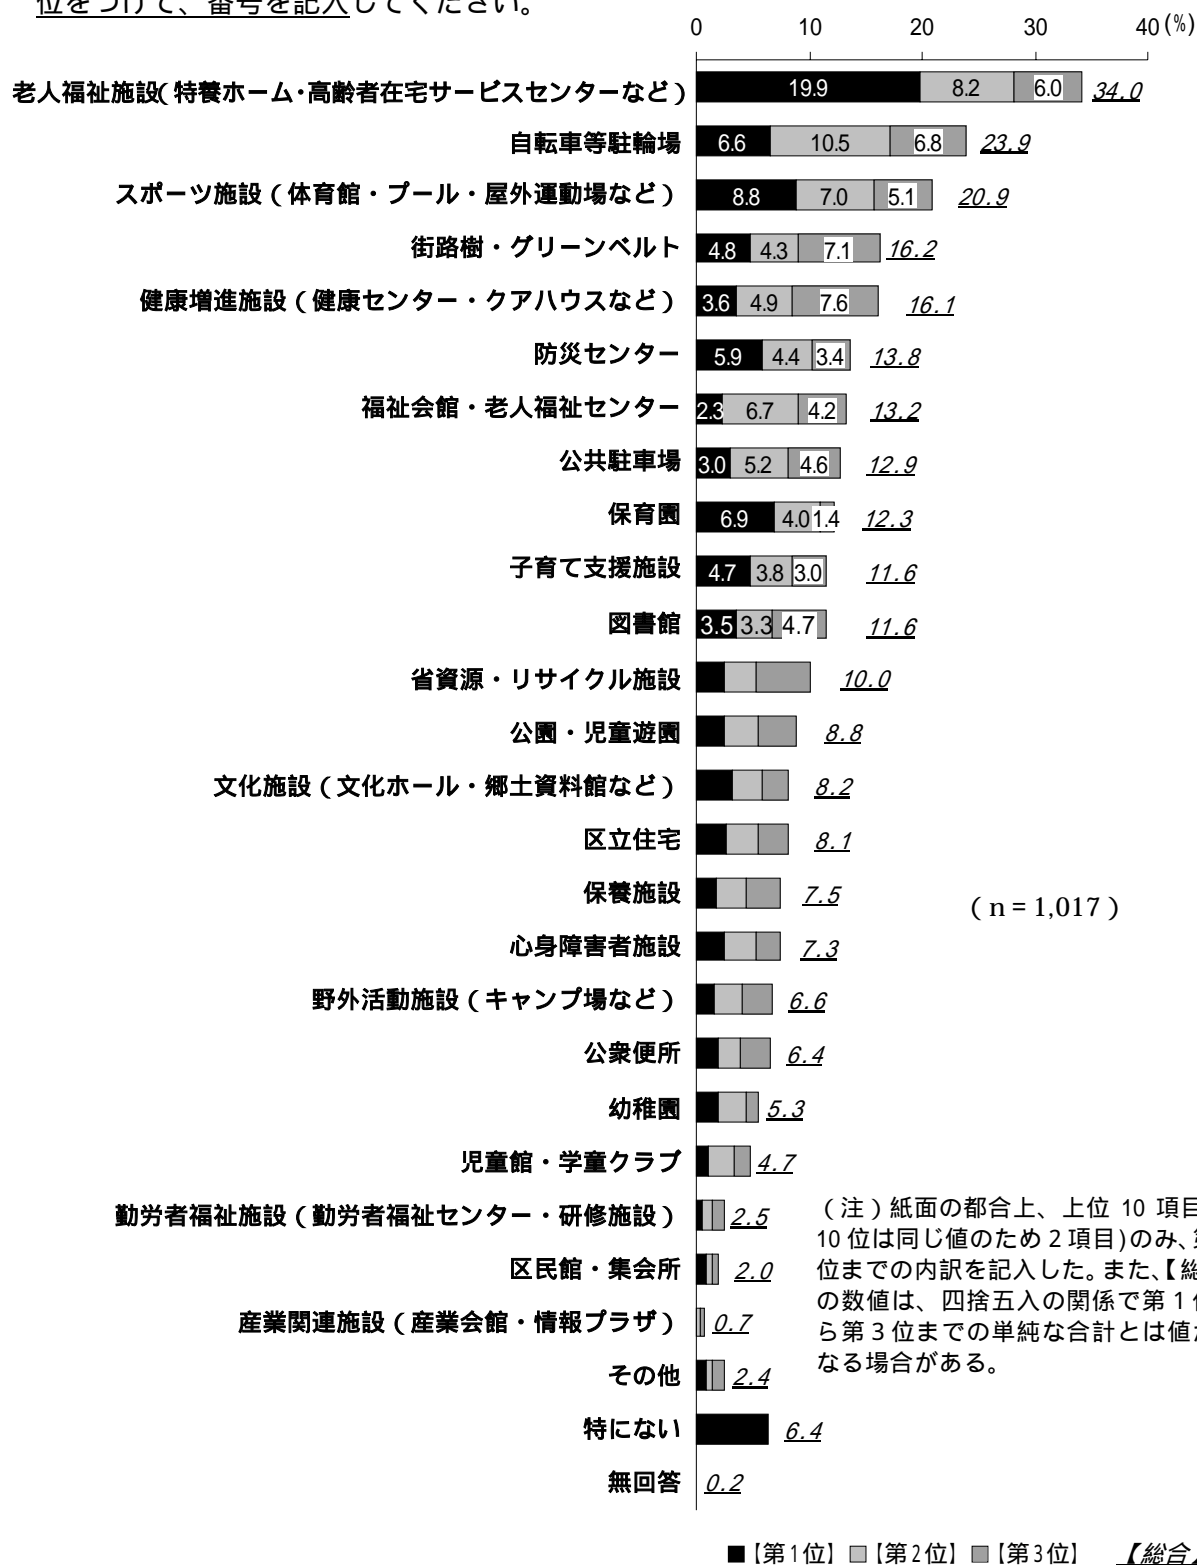 位をつけて、番号を記入してください。
0 10 20 30 40 (%)
老人福祉施設(特養ホーム・高齢者在宅サービスセンターなど) 19.9 8.2 6.0 34.0
自転車等駐輪場 6.6 10.5 6.8 23.9
スポーツ施設(体育館・プール・屋外運動場など) 8.8 7.0 5.1 20.9
街路樹・グリーンベルト 4.8 4.3 7.1 16.2
健康増進施設(健康センター・クアハウスなど) 3.6 4.9 7.6 16.1
防災センター 5.9 4.4 3.4 13.8
福祉会館・老人福祉センター 2.3 6.7 4.2 13.2
公共駐車場 3.0 5.2 4.6 12.9
保育園 6.9 4.0 1.4 12.3
子育て支援施設 4.7 3.8 3.0 11.6
図書館 3.5 3.3 4.7 11.6
省資源・リサイクル施設 10.0
公園・児童遊園 8.8
文化施設(文化ホール・郷土資料館など) 8.2
区立住宅 8.1
保養施設 7.5
(n=1,017)
心身障害者施設 7.3
野外活動施設(キャンプ場など) 6.6
公衆便所 6.4
幼稚園 5.3
児童館・学童クラブ 4.7
勤労者福祉施設(勤労者福祉センター・研修施設) 2.5
区民館・集会所 2.0
産業関連施設(産業会館・情報プラザ) 0.7
その他 2.4
特にない 6.4
無回答 0.2
(注)紙面の都合上、上位 10 項目
10 位は同じ値のため2項目)のみ、
位までの内訳を記入した。また、【総
の数値は、四捨五入の関係で第1
ら第3位までの単純な合計とは値
なる場合がある。
■【第1位】 □【第2位】 ■【第3位】 【総合